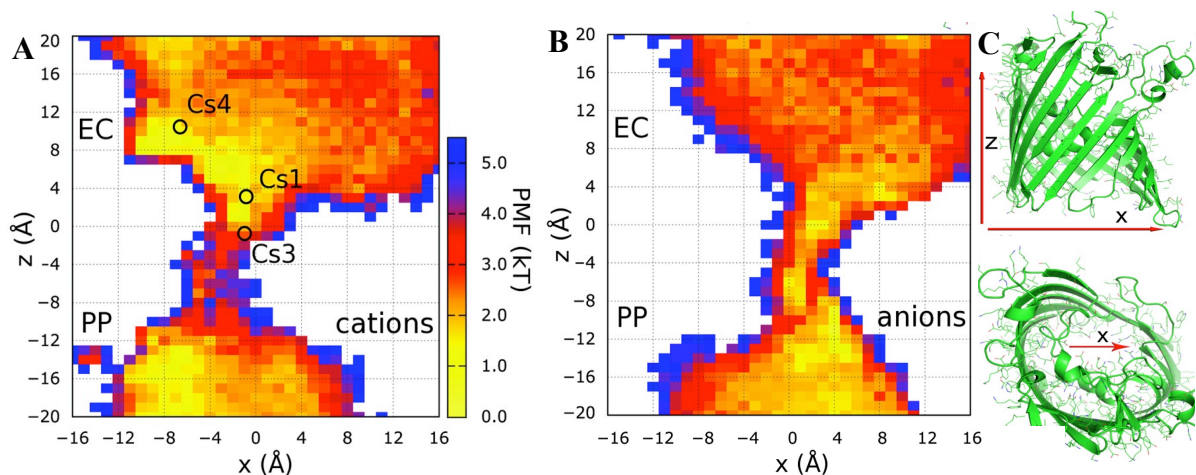 A
B
C
20
16
12
8
4
0
−4
−8
−12
−16
−20
z (Å)
EC
Cs4
Cs1
Cs3
PP
cations
−16 −12 −8 −4 0 4 8 12 16
x (Å)
5.0
4.0
3.0
2.0
1.0
0.0
PMF (kT)
20
16
12
8
4
0
−4
−8
−12
−16
−20
z (Å)
EC
PP
anions
−16 −12 −8 −4 0 4 8 12 16
x (Å)
z
x
x